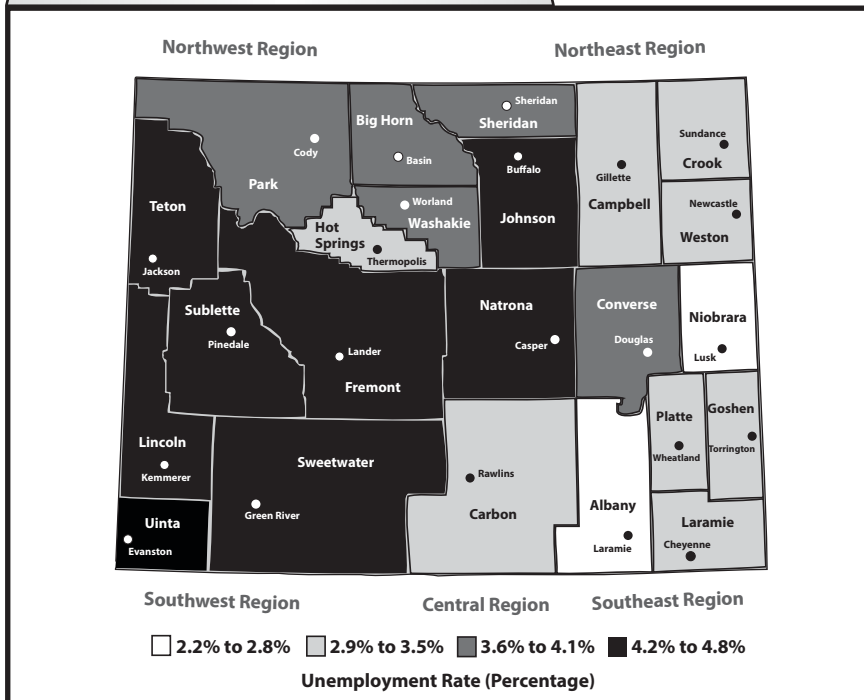 Northwest Region
Northeast Region
Sheridan
Sheridan
Big Horn
Basin
Cody
Park
Buffalo
Johnson
Gillette
Campbell
Sundance
Crook
Newcastle
Weston
Worland
Washakie
Hot
Springs
Thermopolis
Teton
Jackson
Sublette
Pinedale
Lander
Fremont
Natrona
Casper
Converse
Douglas
Niobrara
Lusk
Platte
Wheatland
Goshen
Torrington
Lincoln
Kemmerer
Sweetwater
Green River
Rawlins
Carbon
Albany
Laramie
Laramie
Cheyenne
Uinta
Evanston
Southwest Region
Central Region
Southeast Region
2.2% to 2.8% 2.9% to 3.5% 3.6% to 4.1% 4.2% to 4.8%
Unemployment Rate (Percentage)